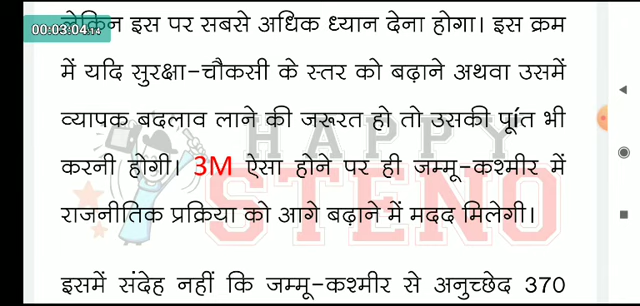 लेकिन इस पर सबसे अधिक ध्यान देना होगा। इस क्रम
00:03:04
में यदि सुरक्षा-चौकसी के स्तर को बढ़ाने अथवा उसमें
व्यापक बदलाव लाने की जरूरत हो तो उसकी पूíत भी
करनी होगी। 3M ऐसा होने पर ही जम्मू-कश्मीर में
राजनीतिक प्रक्रिया को आगे बढ़ाने में मदद मिलेगी।
HAPPY
STENO
इसमें संदेह नहीं कि जम्मू-कश्मीर से अनुच्छेद 370